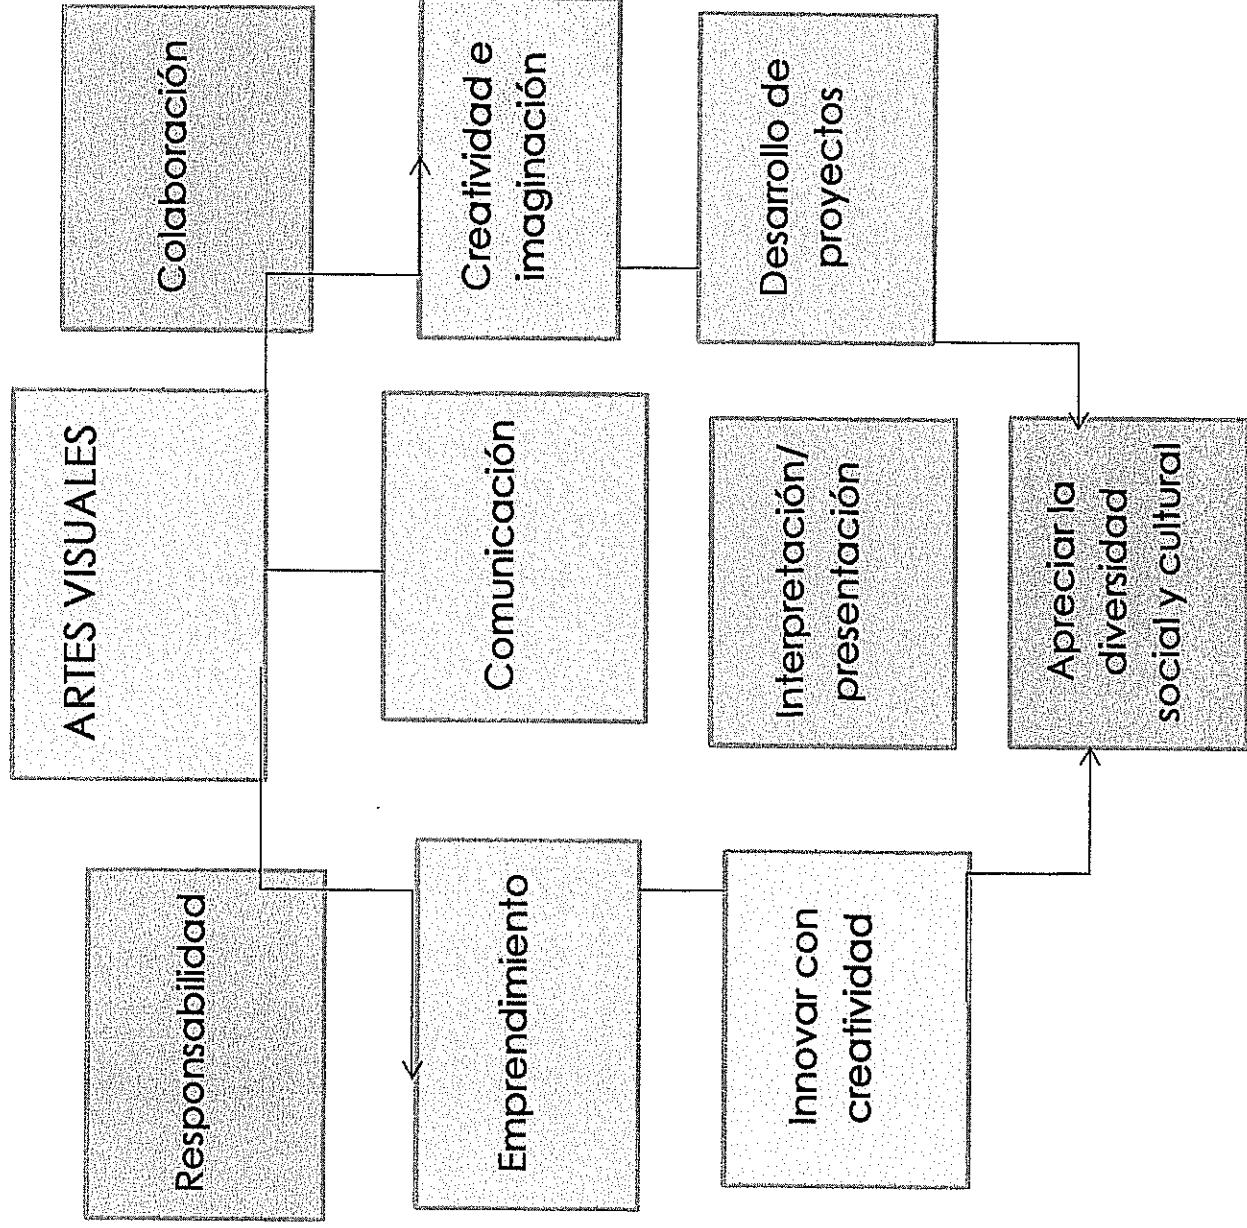 ARTES VISUALES
Responsabilidad
Colaboración
Emprendimiento
Comunicación
Creatividad e
imaginación
Innovar con
creatividad
Interpretación/
presentación
Desarrollo de
proyectos
Apreciar la
diversidad
social y cultural